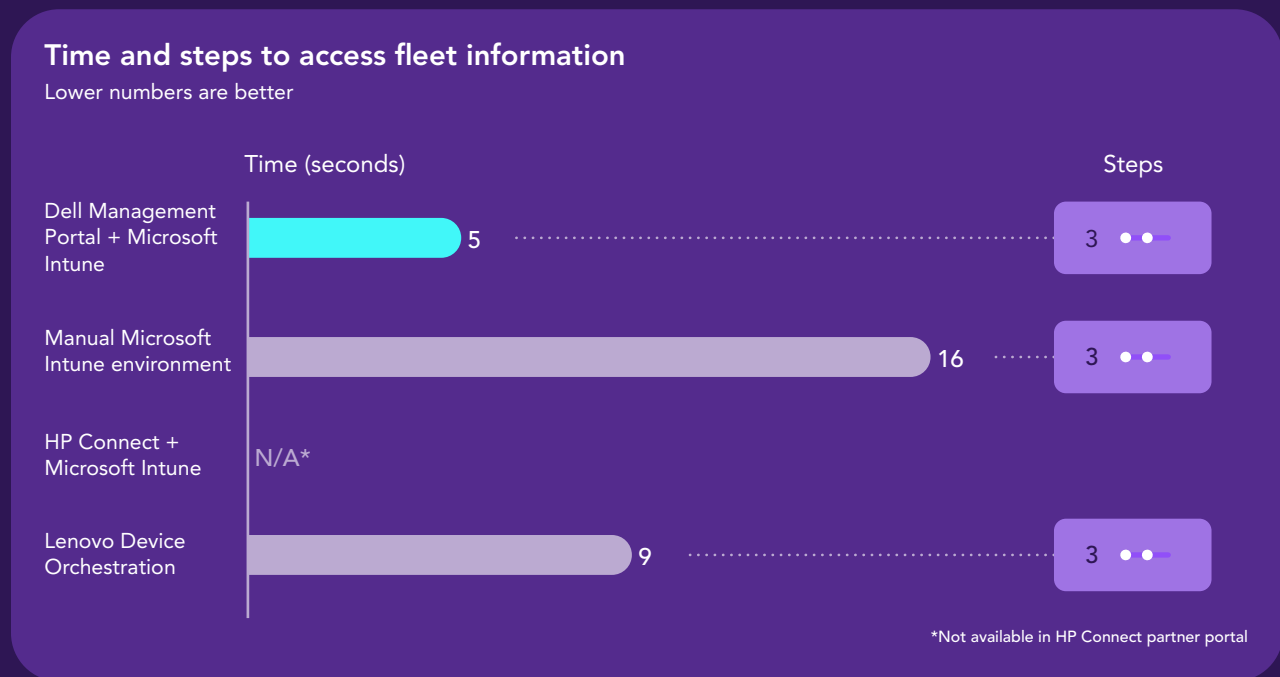 Time and steps to access fleet information
Lower numbers are better
Time (seconds)
Steps
Dell Management
Portal + Microsoft
Intune
5
3
Manual Microsoft
Intune environment
16
3
HP Connect +
Microsoft Intune
N/A*
Lenovo Device
Orchestration
9
3
*Not available in HP Connect partner portal